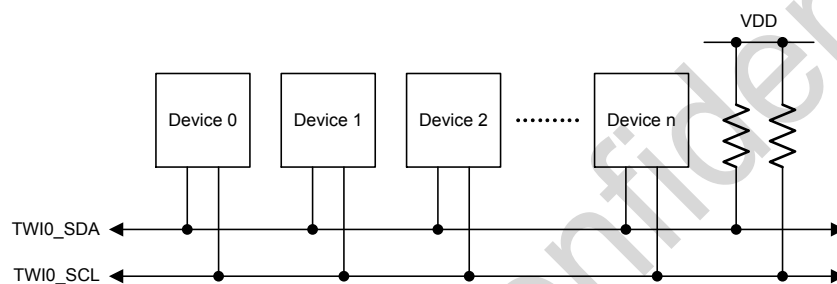 VDD
Device 0 Device 1 Device 2 ......... Device n
TWI0_SDA
TWI0_SCL